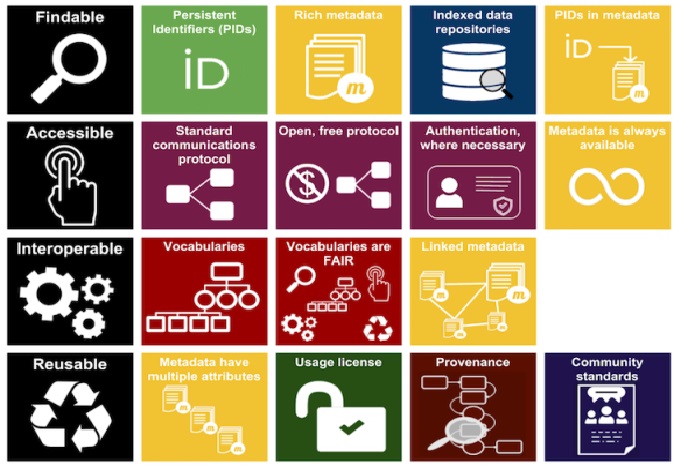 Findable
Persistent
Identifiers (PIDs)
iD
Rich metadata
m
Indexed data
repositories
PIDs in metadata
iD
m
Accessible
Standard
communications
protocol
Open, free protocol
$
Authentication,
where necessary
Metadata is always
available
Interoperable
Vocabularies
Vocabularies are
FAIR
Linked metadata
m
m
m
Reusable
Metadata have
multiple attributes
m
m
m
Usage license
Provenance
Community
standards